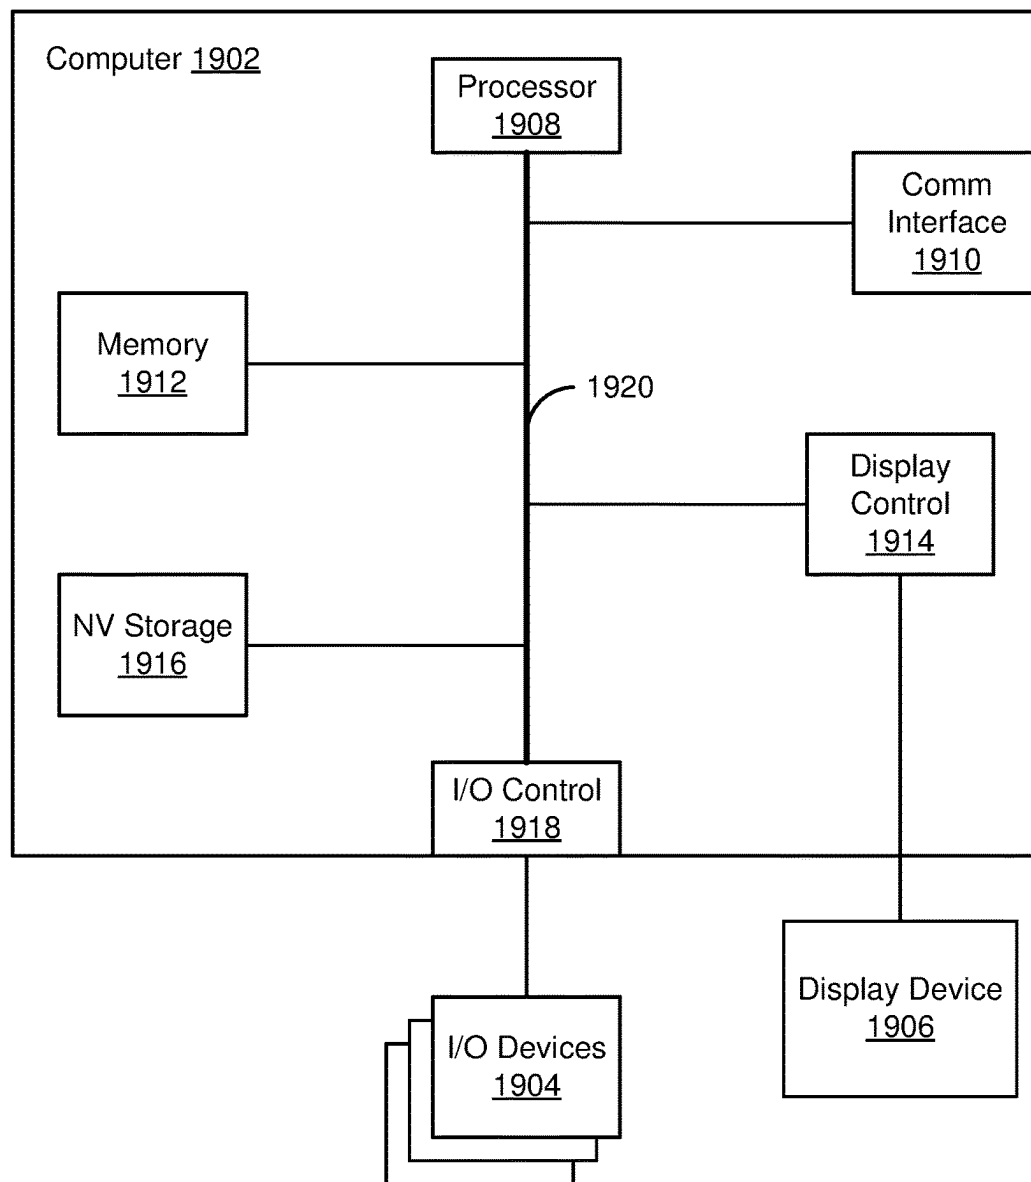 Computer 1902
Processor
1908
Comm
Interface
1910
Memory
1912
1920
Display
Control
1914
NV Storage
1916
I/O Control
1918
Display Device
1906
I/O Devices
1904